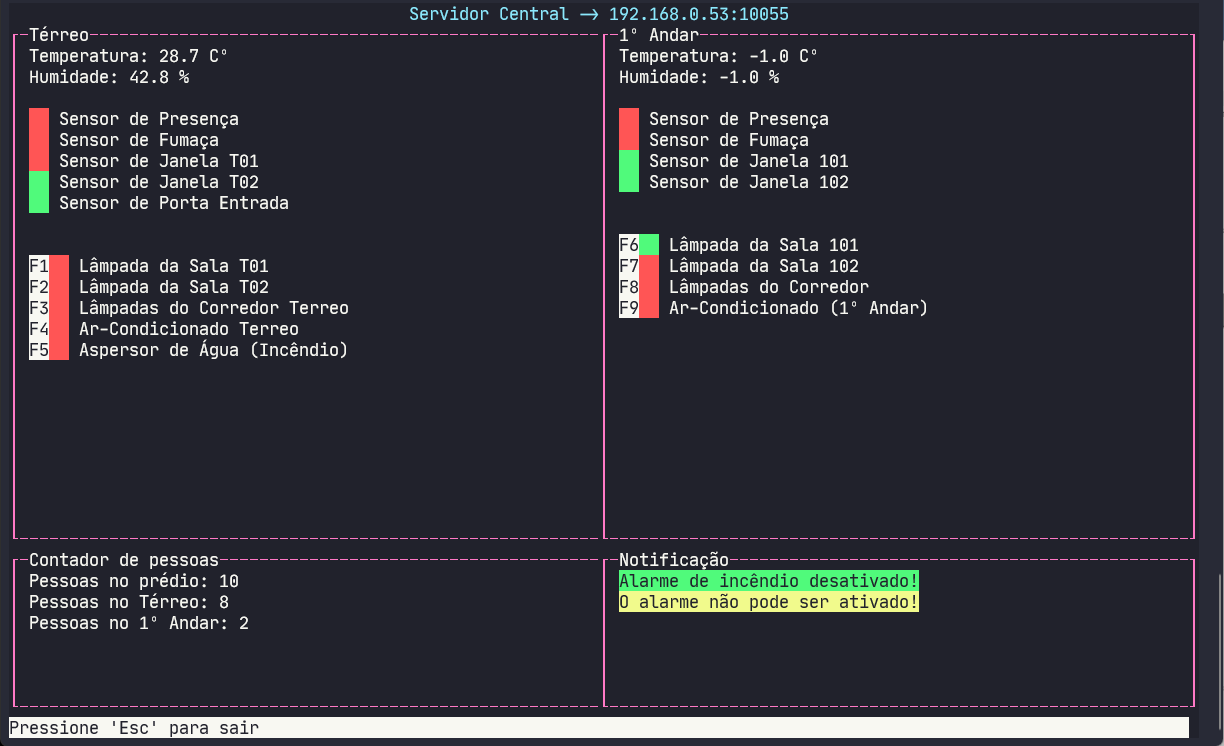 Servidor Central → 192.168.0.53:10055
Térreo
Temperatura: 28.7 C°
Humidade: 42.8 %
Sensor de Presença
Sensor de Fumaça
Sensor de Janela T01
Sensor de Janela T02
Sensor de Porta Entrada
F1 Lâmpada da Sala T01
F2 Lâmpada da Sala T02
F3 Lâmpadas do Corredor Terreo
F4 Ar-Condicionado Terreo
F5 Aspersor de Água (Incêndio)
1° Andar
Temperatura: -1.0 C°
Humidade: -1.0 %
Sensor de Presença
Sensor de Fumaça
Sensor de Janela 101
Sensor de Janela 102
F6 Lâmpada da Sala 101
F7 Lâmpada da Sala 102
F8 Lâmpadas do Corredor
F9 Ar-Condicionado (1° Andar)
Contador de pessoas
Pessoas no prédio: 10
Pessoas no Térreo: 8
Pessoas no 1° Andar: 2
Notificação
Alarme de incêndio desativado!
O alarme não pode ser ativado!
Pressione 'Esc' para sair